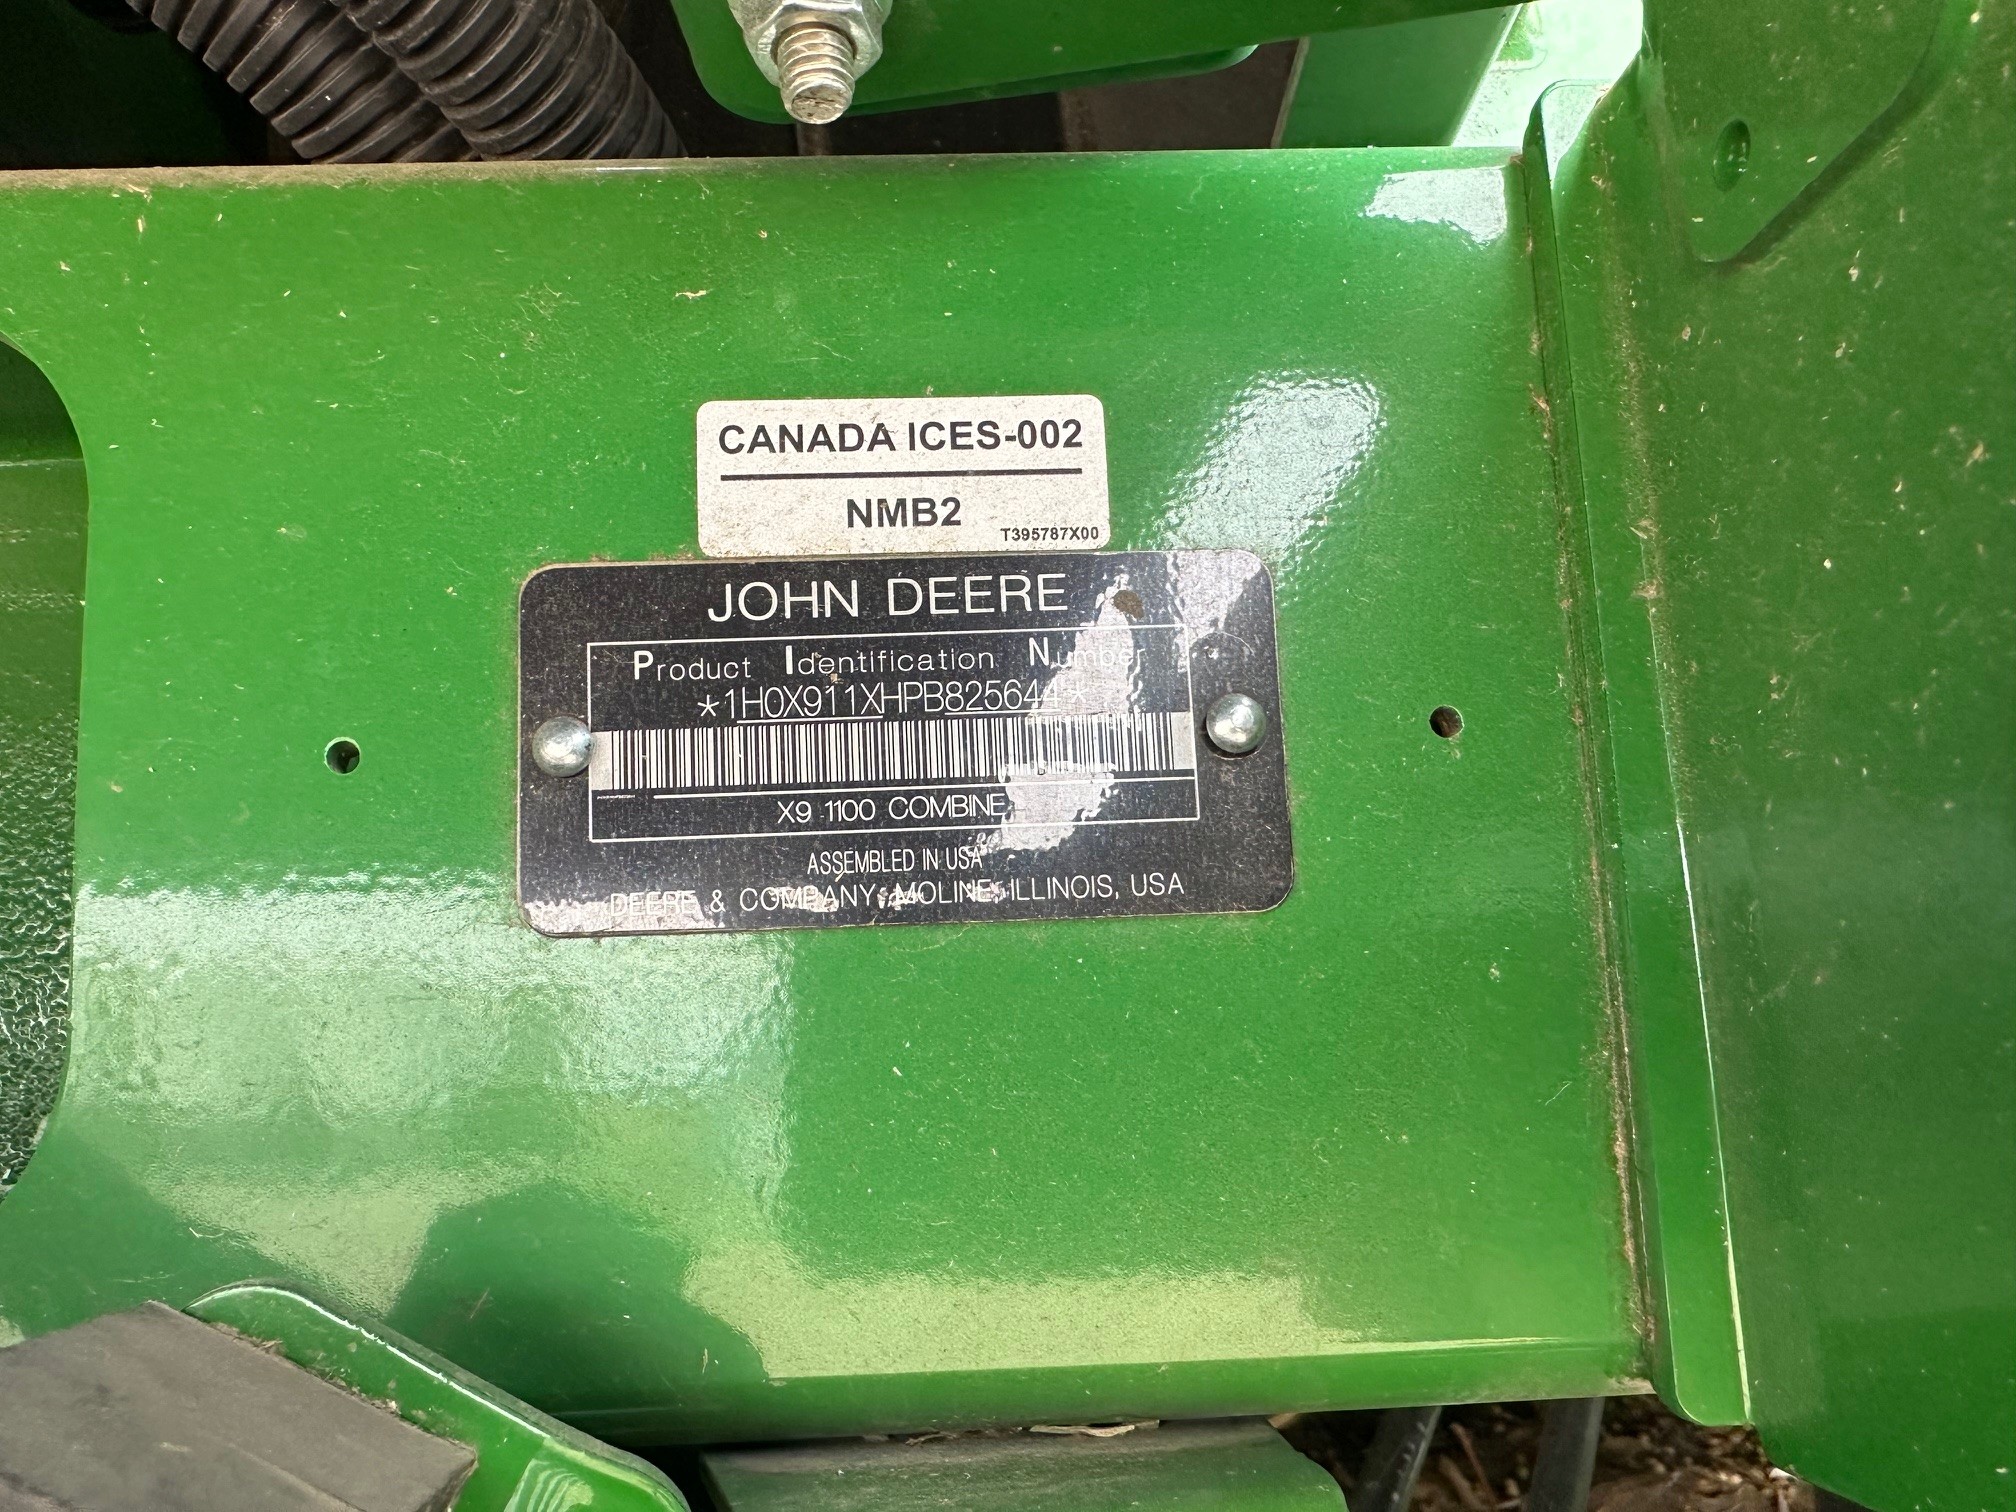 CANADA ICES-002
NMB2
T395787X00
JOHN DEERE
Product Identification Number
*1H0X911XHPB825644*
X9 1100 COMBINE
ASSEMBLED IN USA
DEERE & COMPANY, MOLINE, ILLINOIS, USA